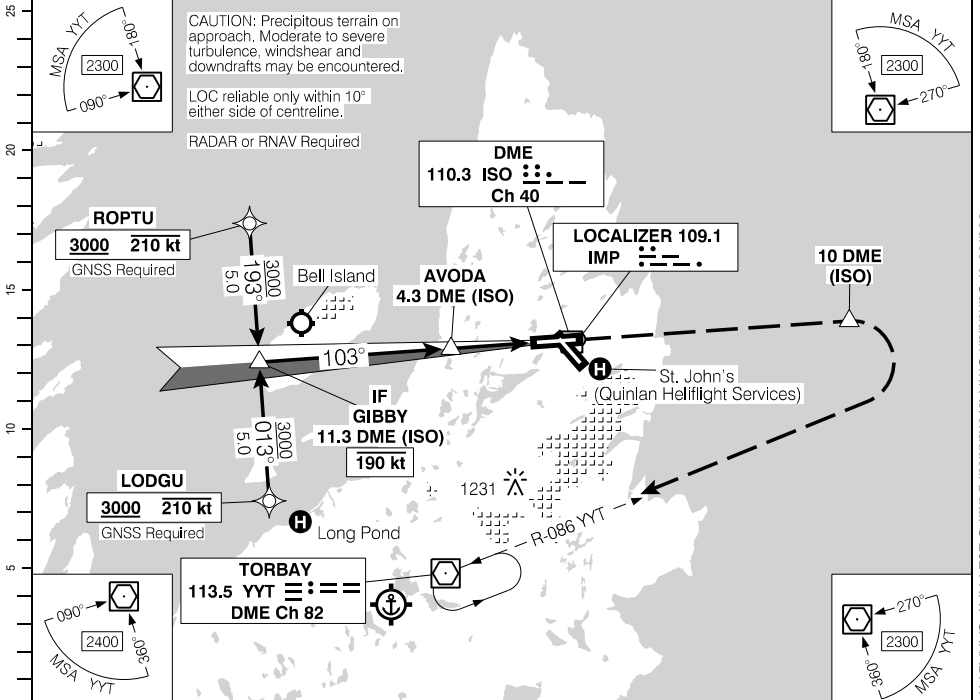 25
20
15
10
5
MSA YYT
180°
2300
090°
CAUTION: Precipitous terrain on
approach. Moderate to severe
turbulence, windshear and
downdrafts may be encountered.
LOC reliable only within 10°
either side of centreline.
RADAR or RNAV Required
MSA YYT
180°
2300
270°
DME
110.3 ISO
Ch 40
LOCALIZER 109.1
IMP
10 DME
(ISO)
ROPTU
3000 210 kt
GNSS Required
3000
193°
5.0
Bell Island
AVODA
4.3 DME (ISO)
103°
IF
GIBBY
11.3 DME (ISO)
190 kt
H
St. John's
(Quinlan Heliflight Services)
3000
013°
5.0
LODGU
3000 210 kt
GNSS Required
H
Long Pond
1231
R-086 YYT
TORBAY
113.5 YYT
DME Ch 82
090°
2400
360°
MSA YYT
270°
2300
360°
MSA YYT